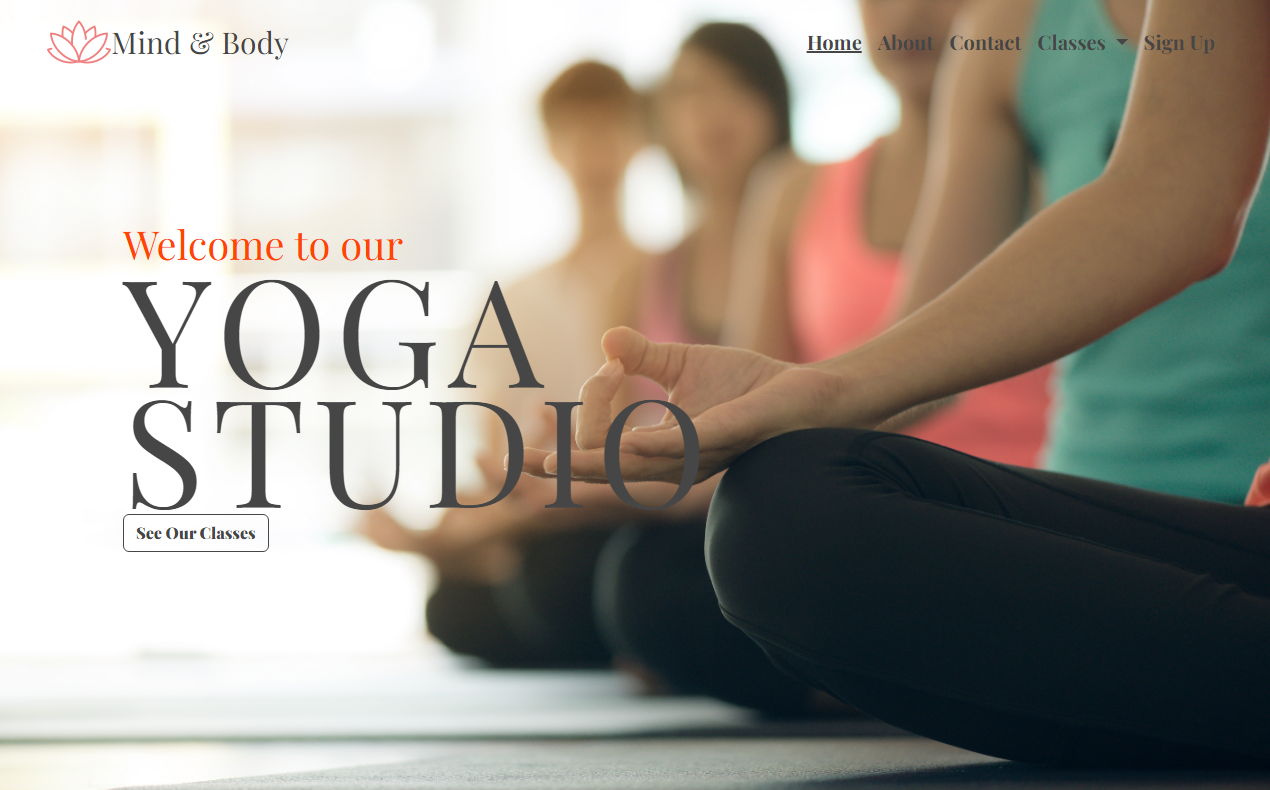 Mind & Body
Home About Contact Classes Sign Up
Welcome to our
YOGA
STUDIO
See Our Classes